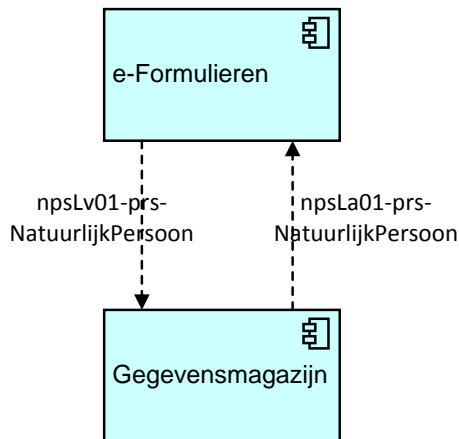 e-Formulieren
npsLv01-prs-
NatuurlijkPersoon
npsLa01-prs-
NatuurlijkPersoon
Gegevensmagazijn